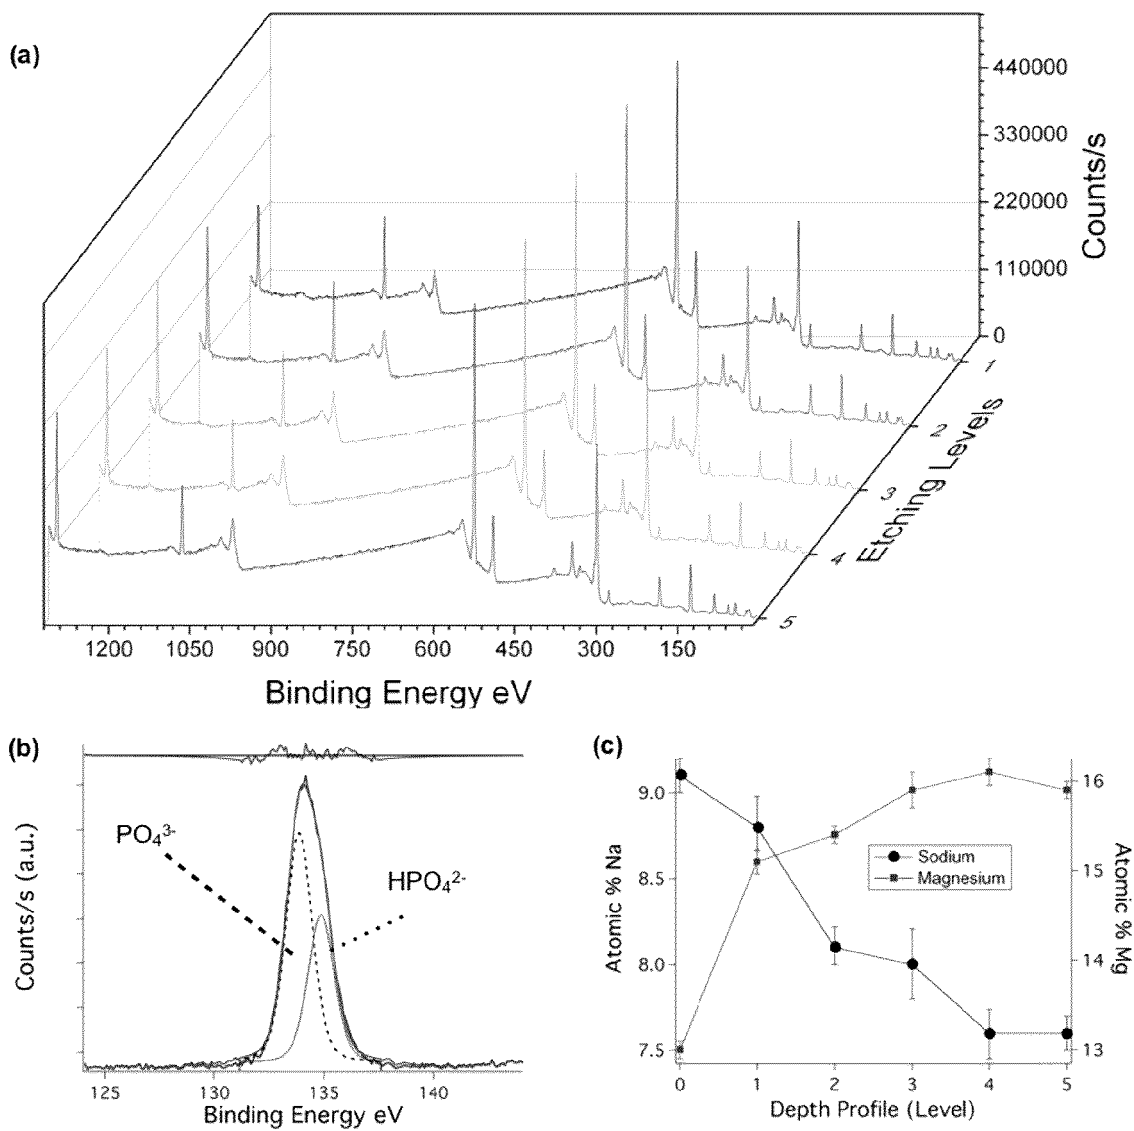 (a)
440000
330000
220000
110000
0
Counts/s
1
2
3
4
5
Etching Levels
1200 1050 900 750 600 450 300 150
Binding Energy eV
(b)
PO₄³⁻
HPO₄²⁻
Counts/s (a.u.)
125 130 135 140
Binding Energy eV
(c)
9.0
8.5
8.0
7.5
Atomic % Na
Sodium
Magnesium
16
15
14
13
Atomic % Mg
0 1 2 3 4 5
Depth Profile (Level)